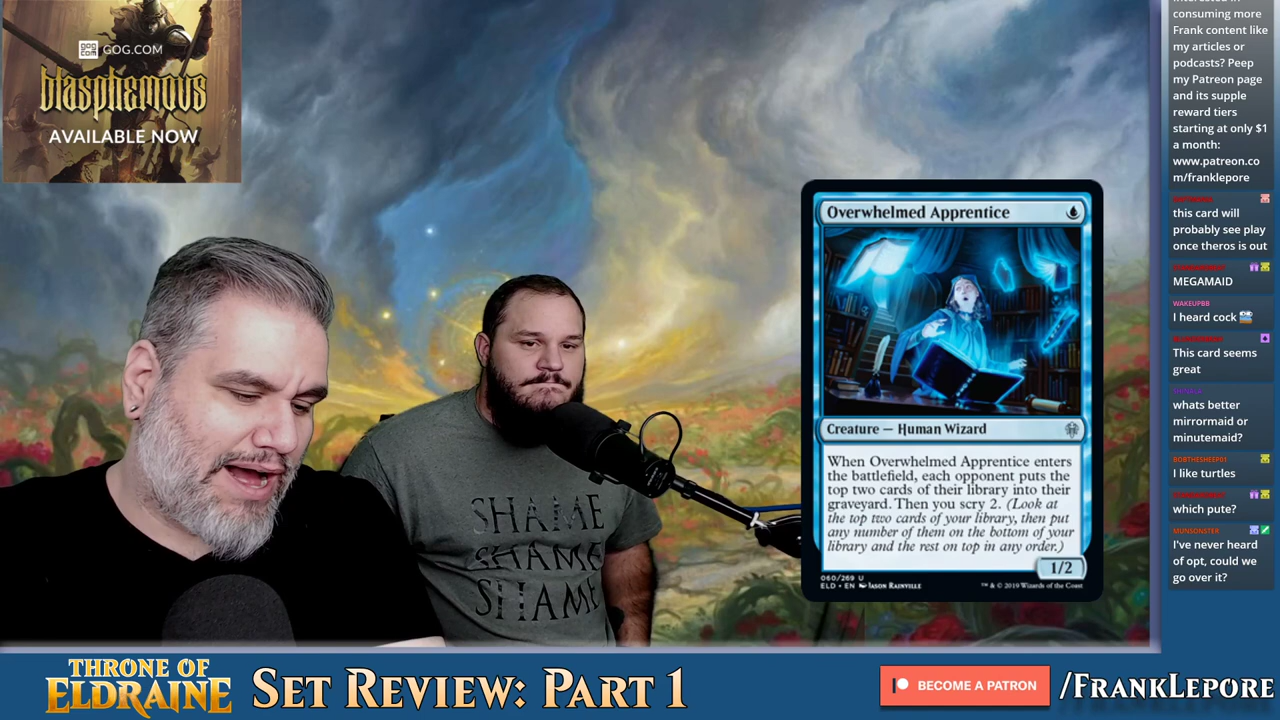 GOG.COM
blasphemous
AVAILABLE NOW
SHAME
SHAME
SHAME
Overwhelmed Apprentice
Creature — Human Wizard
When Overwhelmed Apprentice enters
the battlefield, each opponent puts the
top two cards of their library into their
graveyard. Then you scry 2. (Look at
the top two cards of your library, then put
any number of them on the bottom of your
library and the rest on top in any order.)
1/2
060/269 U
ELD • EN JASON RAINVILLE
™ & © 2019 Wizards of the Coast
consuming more
Frank content like
my articles or
podcasts? Peep
my Patreon page
and its supple
reward tiers
starting at only $1
a month:
www.patreon.co
m/franklepore
this card will
probably see play
once theros is out
MEGAMAID
WAKEUPBB
I heard cock
This card seems
great
whats better
mirrormaid or
minutemaid?
BOBTHESHEEP01
I like turtles
which pute?
MUNSONSTER
I've never heard
of opt, could we
go over it?
THRONE OF
ELDRAINE
SET REVIEW: PART 1
BECOME A PATRON
/FRANKLEPORE